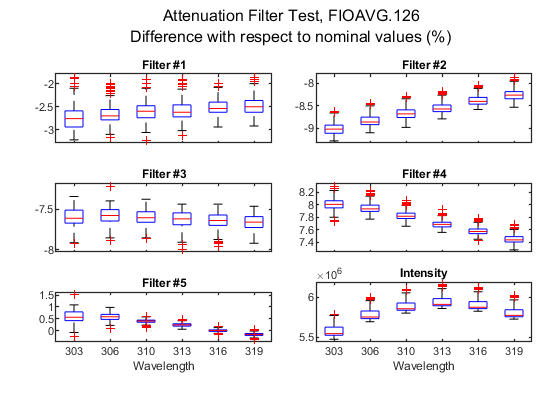 Attenuation Filter Test, FIOAVG.126
Difference with respect to nominal values (%)
Filter #1
-2
-2.5
-3
Filter #2
-8
-8.5
-9
Filter #3
-7.5
-8
Filter #4
8.2
8
7.8
7.6
7.4
Filter #5
1.5
1
0.5
0
303 306 310 313 316 319
Wavelength
Intensity
×10⁶
6
5.5
303 306 310 313 316 319
Wavelength